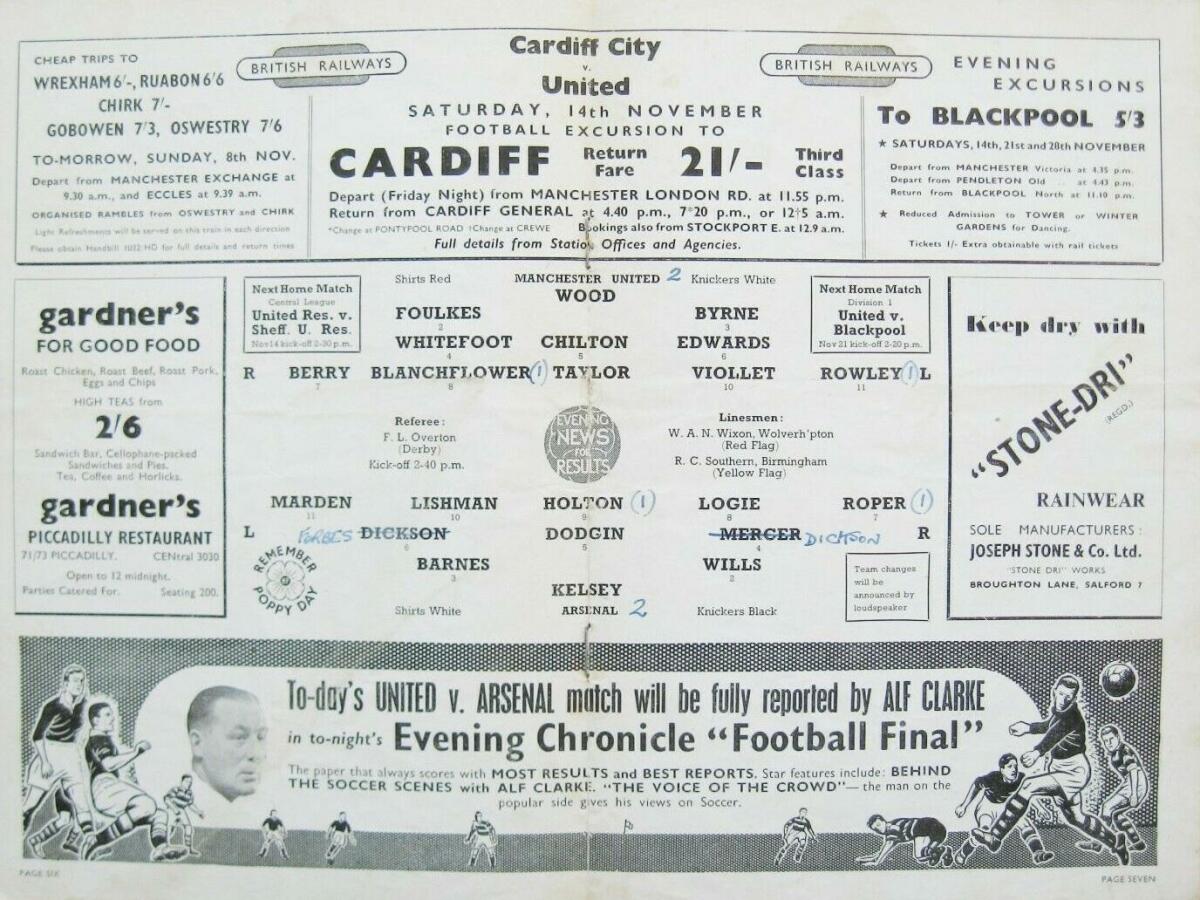 CHEAP TRIPS TO
WREXHAM 6/-, RUABON 6'6
CHIRK 7'-
GOBOWEN 7'3, OSWESTRY 7'6
TO-MORROW, SUNDAY, 8th NOV.
Depart from MANCHESTER EXCHANGE at
9.30 a.m., and ECCLES at 9.39 a.m.
ORGANISED RAMBLES from OSWESTRY and CHIRK
Light Refreshments will be served on this train in each direction
Please obtain Handbill 1022/HD for full details and return times
BRITISH RAILWAYS
Cardiff City
v.
United
SATURDAY, 14th NOVEMBER
FOOTBALL EXCURSION TO
CARDIFF Return Fare 21/- Third Class
Depart (Friday Night) from MANCHESTER LONDON RD. at 11.55 p.m.
Return from CARDIFF GENERAL at 4.40 p.m., 7*20 p.m., or 12†5 a.m.
*Change at PONTYPOOL ROAD †Change at CREWE Bookings also from STOCKPORT E. at 12.9 a.m.
Full details from Station Offices and Agencies.
BRITISH RAILWAYS
EVENING
EXCURSIONS
To BLACKPOOL 5/3
★ SATURDAYS, 14th, 21st and 28th NOVEMBER
Depart from MANCHESTER Victoria at 4.35 p.m.
Depart from PENDLETON Old .. at 4.43 p.m.
Return from BLACKPOOL North at 11.10 p.m.
★ Reduced Admission to TOWER or WINTER
GARDENS for Dancing.
Tickets 1/- Extra obtainable with rail tickets
gardner's
FOR GOOD FOOD
Roast Chicken, Roast Beef, Roast Pork,
Eggs and Chips
HIGH TEAS from
2'6
Sandwich Bar, Cellophane-packed
Sandwiches and Pies.
Tea, Coffee and Horlicks.
gardner's
PICCADILLY RESTAURANT
71/73 PICCADILLY. CENtral 3030
Open to 12 midnight.
Parties Catered For. Seating 200.
Next Home Match
Central League
United Res. v.
Sheff. U. Res.
Nov 14 kick-off 2-30 p.m.
Shirts Red MANCHESTER UNITED 2 Knickers White
WOOD
FOULKES BYRNE
2 3
WHITEFOOT CHILTON EDWARDS
4 5 6
R BERRY BLANCHFLOWER (1) TAYLOR VIOLLET ROWLEY (1) L
7 8 10 11
Next Home Match
Division 1
United v.
Blackpool
Nov 21 kick-off 2-20 p.m.
Referee:
F. L. Overton
(Derby)
Kick-off 2-40 p.m.
EVENING
NEWS
FOR
RESULTS
Linesmen:
W. A. N. Wixon, Wolverh'pton
(Red Flag)
R. C. Southern, Birmingham
(Yellow Flag)
MARDEN LISHMAN HOLTON (1) LOGIE ROPER (1)
11 10 9 8 7
L FORBES DICKSON DODGIN MERCER DICKSON R
6 5 4
BARNES WILLS
3 2
KELSEY
Shirts White ARSENAL 2 Knickers Black
REMEMBER
POPPY DAY
Team changes
will be
announced by
loudspeaker
Keep dry with
"STONE-DRI"
(REGD.)
RAINWEAR
SOLE MANUFACTURERS:
JOSEPH STONE & Co. Ltd.
"STONE DRI" WORKS
BROUGHTON LANE, SALFORD 7
To-day's UNITED v. ARSENAL match will be fully reported by ALF CLARKE
in to-night's Evening Chronicle "Football Final"
The paper that always scores with MOST RESULTS and BEST REPORTS. Star features include: BEHIND
THE SOCCER SCENES with ALF CLARKE. "THE VOICE OF THE CROWD"—the man on the
popular side gives his views on Soccer.
PAGE SIX
PAGE SEVEN